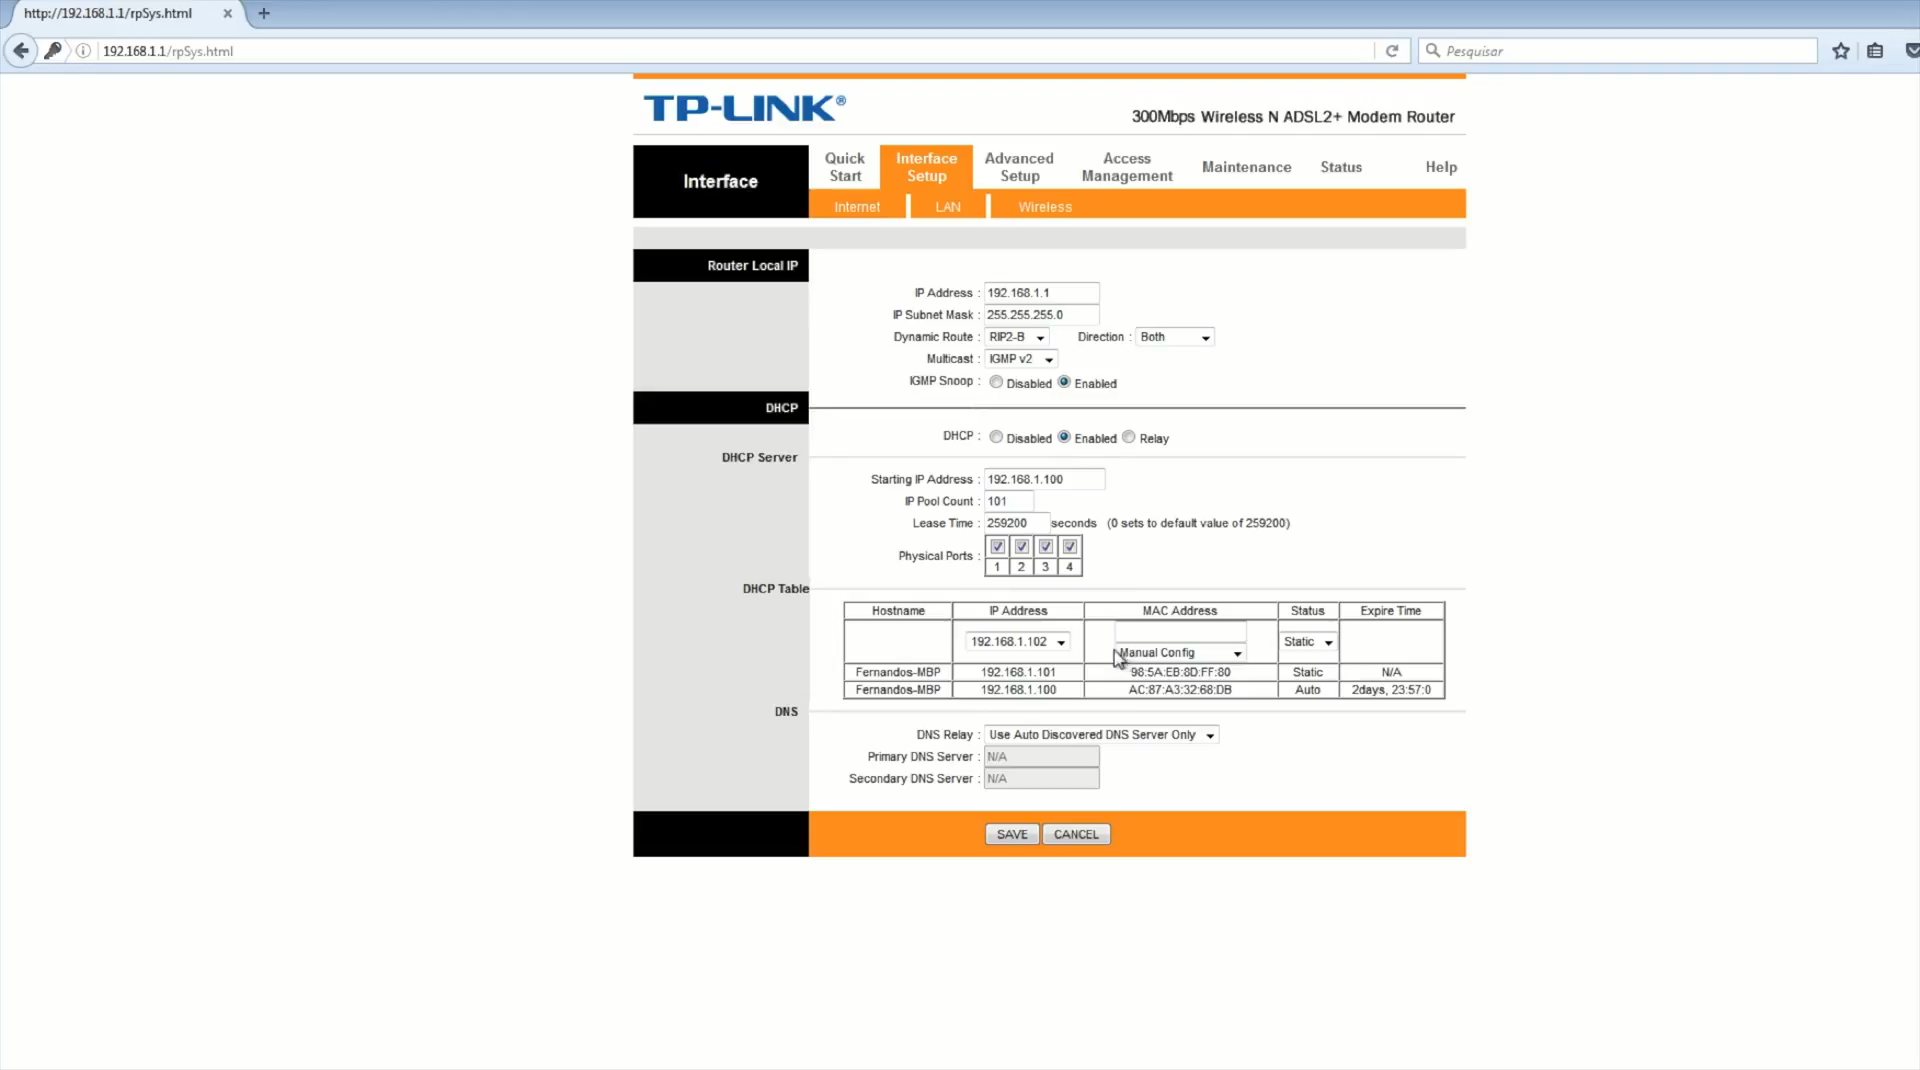 http://192.168.1.1/rpSys.html
192.168.1.1/rpSys.html
Pesquisar
TP-LINK®
300Mbps Wireless N ADSL2+ Modem Router
Interface
Quick Start
Interface Setup
Advanced Setup
Access Management
Maintenance
Status
Help
Internet
LAN
Wireless
Router Local IP
IP Address : 192.168.1.1
IP Subnet Mask : 255.255.255.0
Dynamic Route : RIP2-B Direction : Both
Multicast : IGMP v2
IGMP Snoop : Disabled Enabled
DHCP
DHCP : Disabled Enabled Relay
DHCP Server
Starting IP Address : 192.168.1.100
IP Pool Count : 101
Lease Time : 259200 seconds (0 sets to default value of 259200)
Physical Ports :
1 2 3 4
DHCP Table
Hostname IP Address MAC Address Status Expire Time
192.168.1.102 Static
Manual Config
Fernandos-MBP 192.168.1.101 98:5A:EB:8D:FF:80 Static N/A
Fernandos-MBP 192.168.1.100 AC:87:A3:32:68:DB Auto 2days, 23:57:0
DNS
DNS Relay : Use Auto Discovered DNS Server Only
Primary DNS Server : N/A
Secondary DNS Server : N/A
SAVE CANCEL